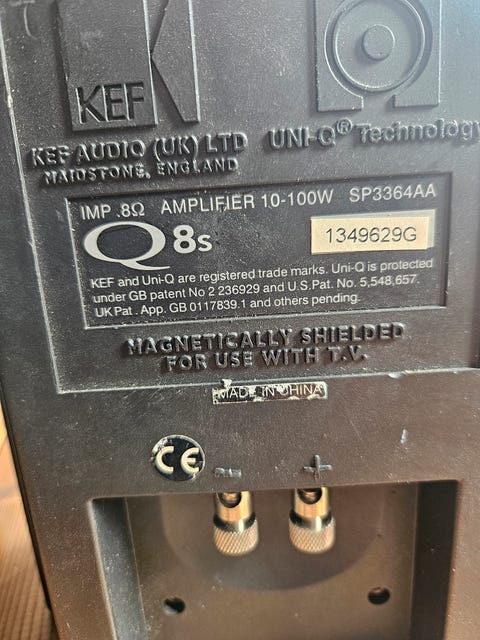 KEF
KEF AUDIO (UK) LTD
MAIDSTONE, ENGLAND
UNI-Q® Technology
IMP .8Ω AMPLIFIER 10-100W SP3364AA
Q8s
1349629G
KEF and Uni-Q are registered trade marks. Uni-Q is protected
under GB patent No 2 236929 and U.S.Pat. No. 5,548,657.
UK Pat. App. GB 0117839.1 and others pending.
MAGNETICALLY SHIELDED
FOR USE WITH T.V.
MADE IN CHINA
CE
- +